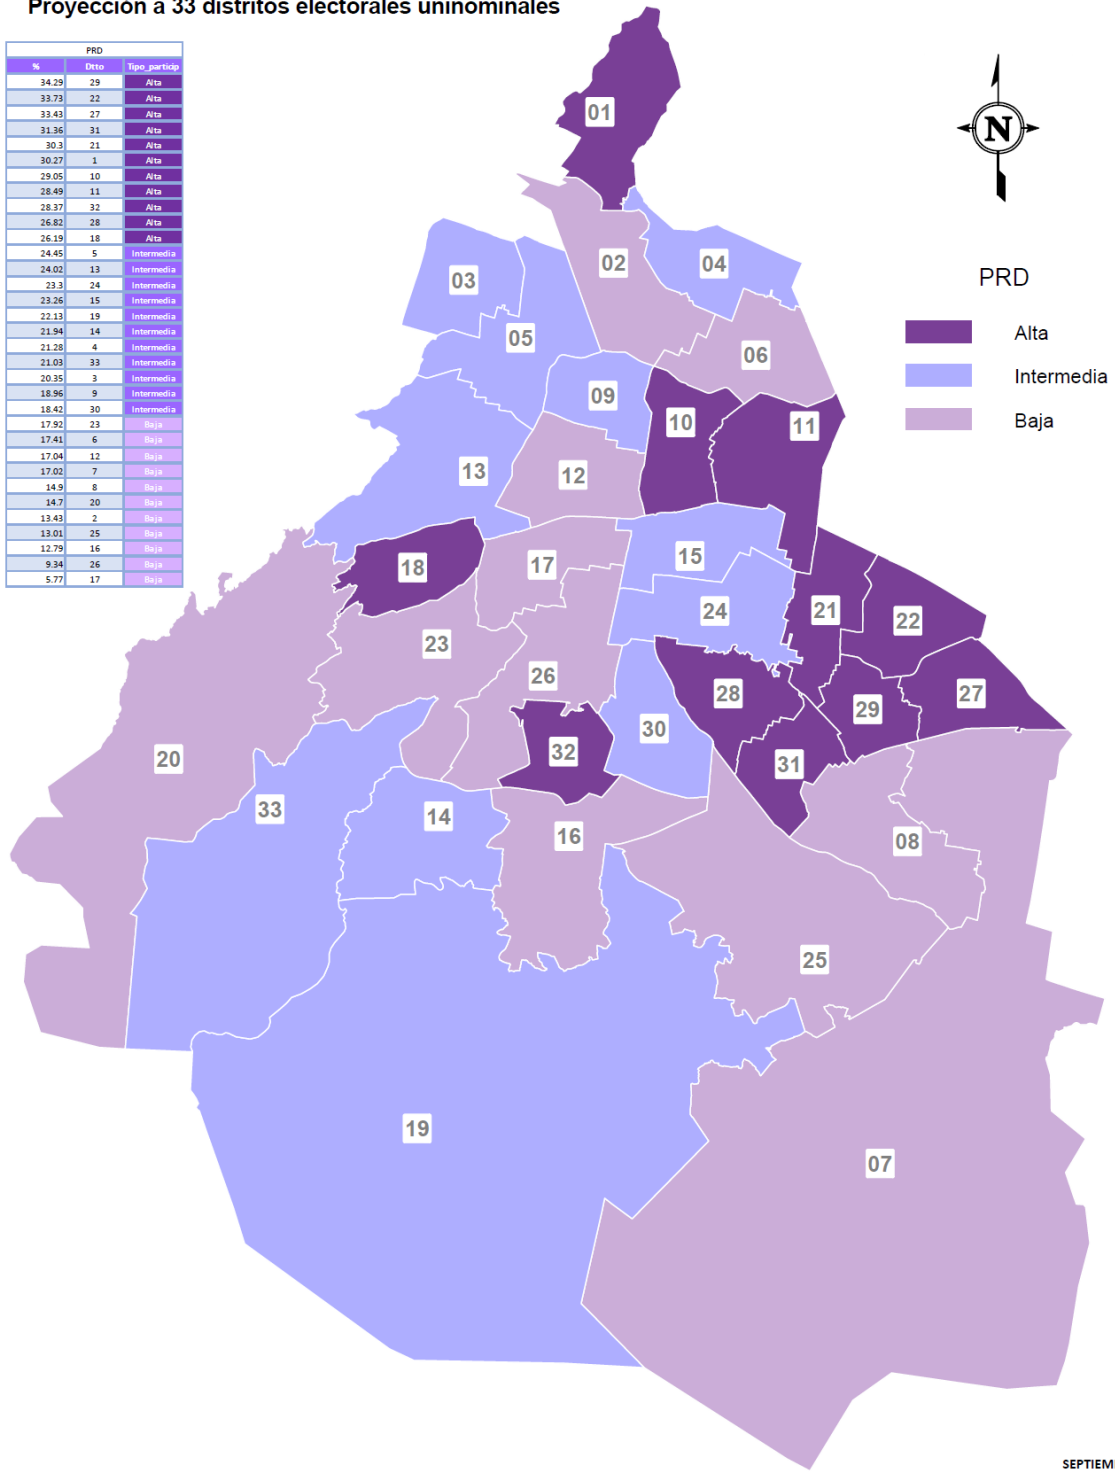 Proyección a 33 distritos electorales uninominales
PRD
% Dtto Tipo_particip
34.29 29 Alta
33.73 22 Alta
33.43 27 Alta
31.36 31 Alta
30.3 21 Alta
30.27 1 Alta
29.05 10 Alta
28.49 11 Alta
28.37 32 Alta
26.82 28 Alta
26.19 18 Alta
24.45 5 Intermedia
24.02 13 Intermedia
23.3 24 Intermedia
23.26 15 Intermedia
22.13 19 Intermedia
21.94 14 Intermedia
21.28 4 Intermedia
21.03 33 Intermedia
20.35 3 Intermedia
18.96 9 Intermedia
18.42 30 Intermedia
17.92 23 Baja
17.41 6 Baja
17.04 12 Baja
17.02 7 Baja
14.9 8 Baja
14.7 20 Baja
13.43 2 Baja
13.01 25 Baja
12.79 16 Baja
9.34 26 Baja
5.77 17 Baja
N
PRD
Alta
Intermedia
Baja
01
02
04
03
05
06
09
10
11
13
12
15
17
18
21
24
22
23
26
28
27
29
30
32
20
31
33
14
16
08
25
19
07
SEPTIEM